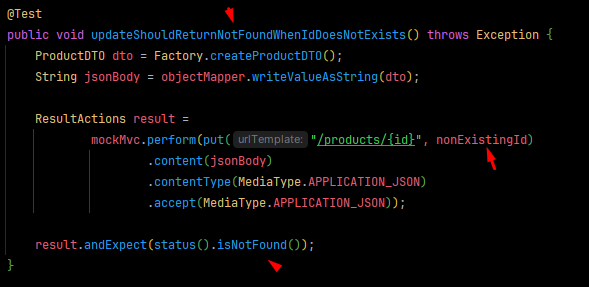 @Test
public void updateShouldReturnNotFoundWhenIdDoesNotExists() throws Exception {
ProductDTO dto = Factory.createProductDTO();
String jsonBody = objectMapper.writeValueAsString(dto);
ResultActions result =
mockMvc.perform(put( urlTemplate: "/products/{id}", nonExistingId)
.content(jsonBody)
.contentType(MediaType.APPLICATION_JSON)
.accept(MediaType.APPLICATION_JSON));
result.andExpect(status().isNotFound());
}